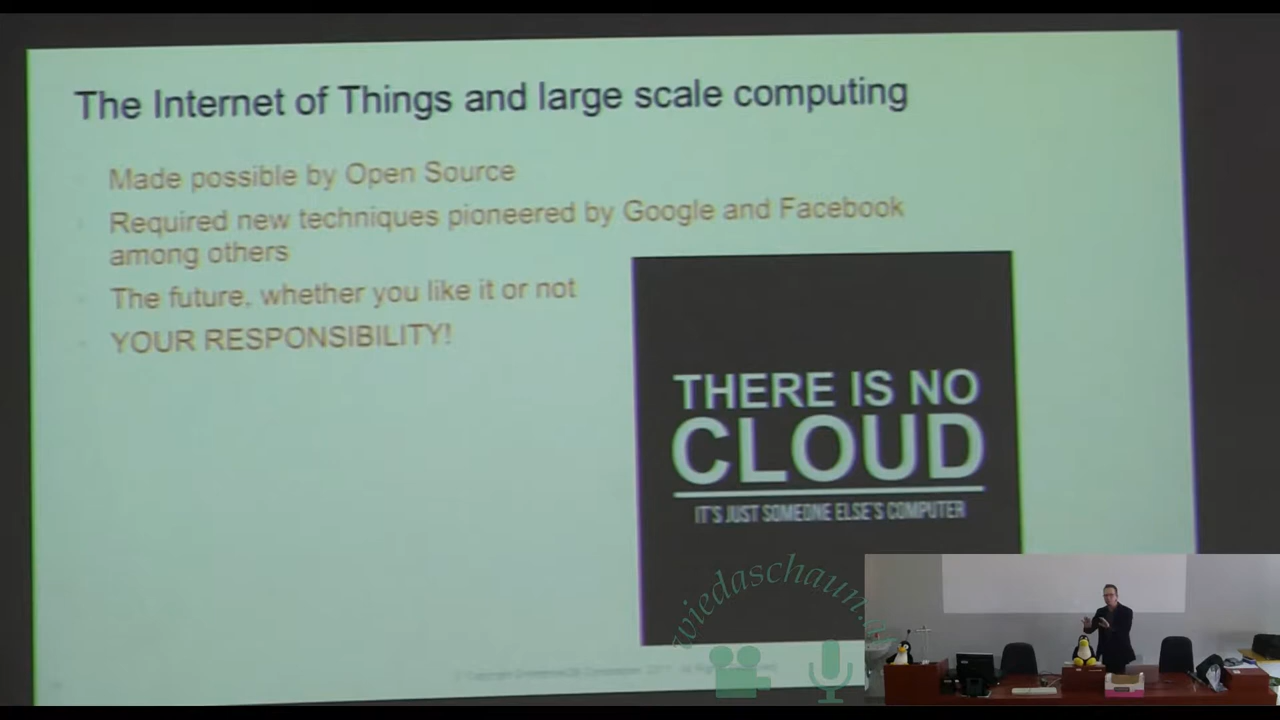 The Internet of Things and large scale computing
Made possible by Open Source
Required new techniques pioneered by Google and Facebook
among others
The future, whether you like it or not
YOUR RESPONSIBILITY!
THERE IS NO
CLOUD
IT'S JUST SOMEONE ELSE'S COMPUTER